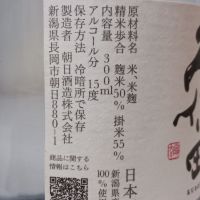 原材料名 米、米麹
精米歩合 麹米50% 掛米55%
内容量 300ml
アルコール分 15度
保存方法 冷暗所で保存
製造者 朝日酒造株式会社
新潟県長岡市朝日880-1
商品に関する
情報はこちら
日本
新潟県
100%使